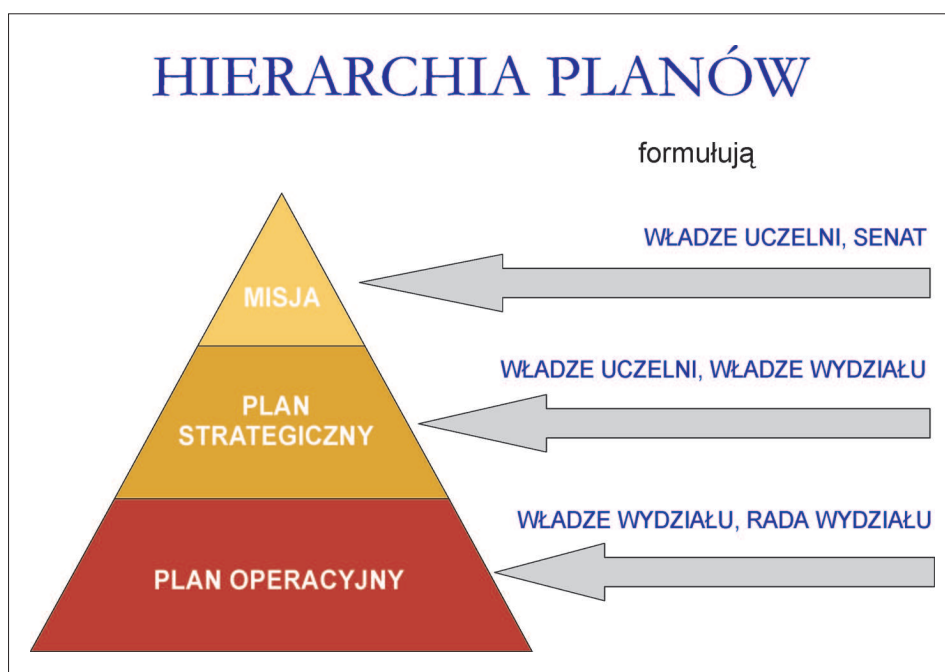 HIERARCHIA PLANÓW
formułują
WŁADZE UCZELNI, SENAT
MISJA
WŁADZE UCZELNI, WŁADZE WYDZIAŁU
PLAN
STRATEGICZNY
WŁADZE WYDZIAŁU, RADA WYDZIAŁU
PLAN OPERACYJNY